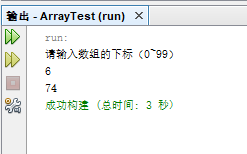 输出 - ArrayTest (run)
run:
请输入数组的下标（0~99）
6
74
成功构建 (总时间: 3 秒)